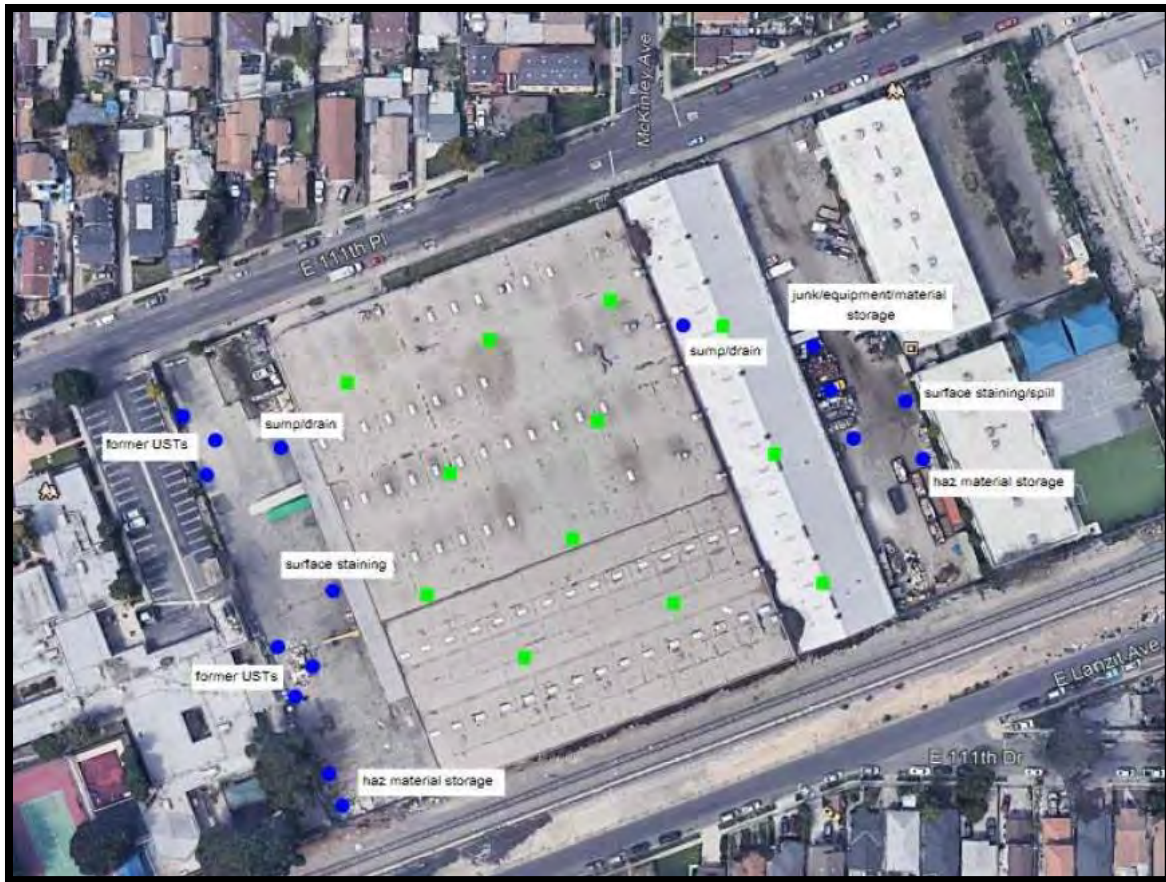 McKinley Ave
E 111th Pl
junk/equipment/material
storage
sump/drain
surface staining/spill
sump/drain
former USTs
haz material storage
surface staining
former USTs
E Lanzit Ave
E 111th Dr
haz material storage